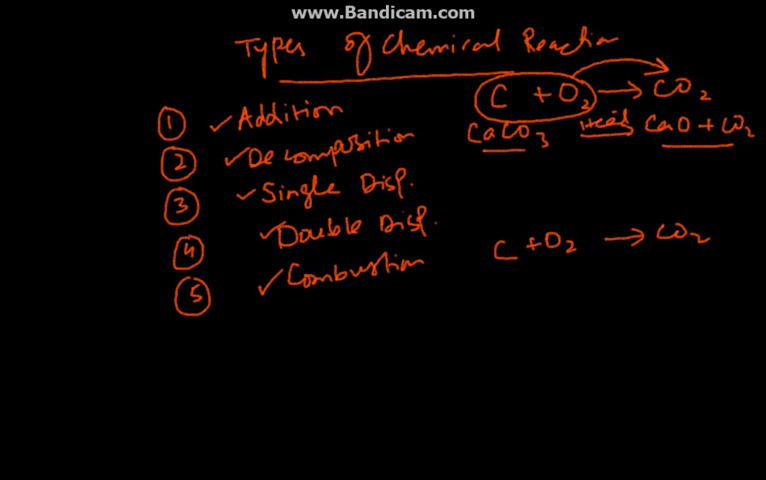 www.Bandicam.com
Types of Chemical Reaction
C + O₂ → CO₂
① ✓ Addition
CaCO₃ Heat CaO + CO₂
② ✓ Decomposition
③ ✓ Single Disp.
④ ✓ Double Disp.
C + O₂ → CO₂
⑤ ✓ Combustion